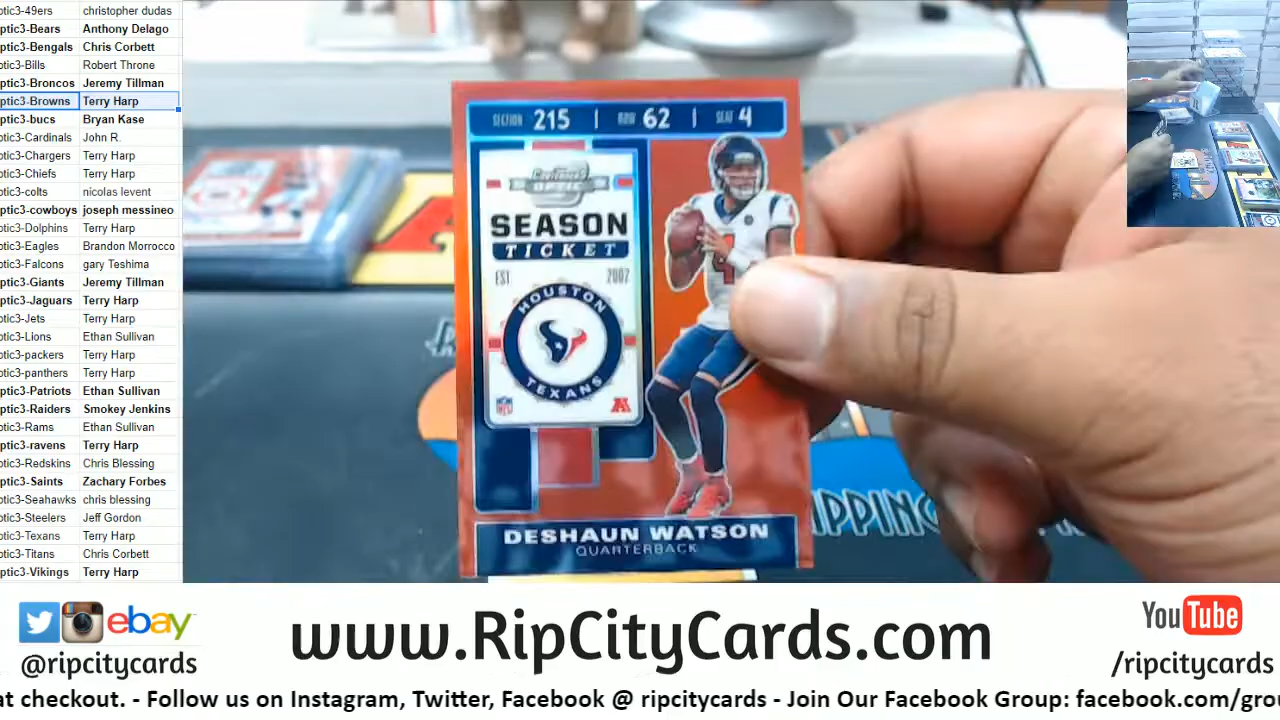 ptic3-49ers christopher dudas
ptic3-Bears Anthony Delago
ptic3-Bengals Chris Corbett
ptic3-Bills Robert Throne
ptic3-Broncos Jeremy Tillman
ptic3-Browns Terry Harp
ptic3-bucs Bryan Kase
ptic3-Cardinals John R.
ptic3-Chargers Terry Harp
ptic3-Chiefs Terry Harp
ptic3-colts nicolas levent
ptic3-cowboys joseph messineo
ptic3-Dolphins Terry Harp
ptic3-Eagles Brandon Morrocco
ptic3-Falcons gary Teshima
ptic3-Giants Jeremy Tillman
ptic3-Jaguars Terry Harp
ptic3-Jets Terry Harp
ptic3-Lions Ethan Sullivan
ptic3-packers Terry Harp
ptic3-panthers Terry Harp
ptic3-Patriots Ethan Sullivan
ptic3-Raiders Smokey Jenkins
ptic3-Rams Ethan Sullivan
ptic3-ravens Terry Harp
ptic3-Redskins Chris Blessing
ptic3-Saints Zachary Forbes
ptic3-Seahawks chris blessing
ptic3-Steelers Jeff Gordon
ptic3-Texans Terry Harp
ptic3-Titans Chris Corbett
ptic3-Vikings Terry Harp
SECTION 215 | ROW 62 | SEAT 4
Contenders
OPTIC
SEASON
TICKET
EST 2002
HOUSTON
TEXANS
NFL
4
DESHAUN WATSON
QUARTERBACK
IPPIN
ebay
@ripcitycards
www.RipCityCards.com
YouTube
/ripcitycards
at checkout. - Follow us on Instagram, Twitter, Facebook @ ripcitycards - Join Our Facebook Group: facebook.com/grou